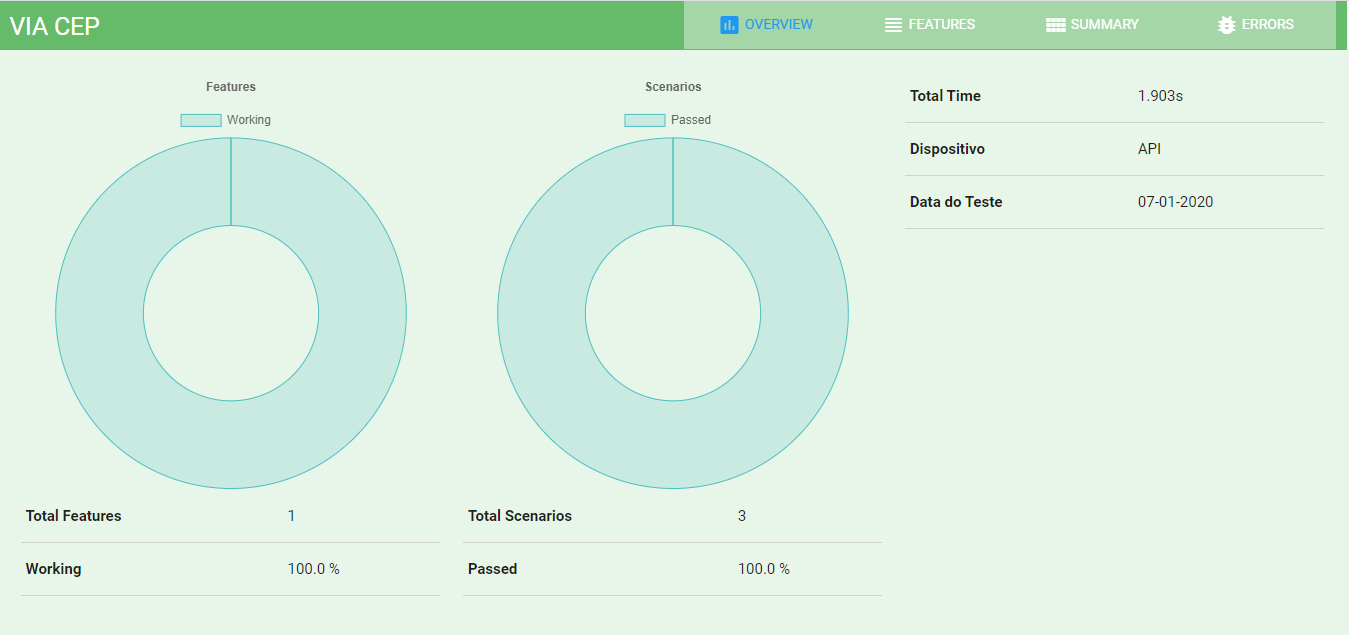 VIA CEP
OVERVIEW
FEATURES
SUMMARY
ERRORS
Features
Working
Total Features 1
Working 100.0 %
Scenarios
Passed
Total Scenarios 3
Passed 100.0 %
Total Time 1.903s
Dispositivo API
Data do Teste 07-01-2020